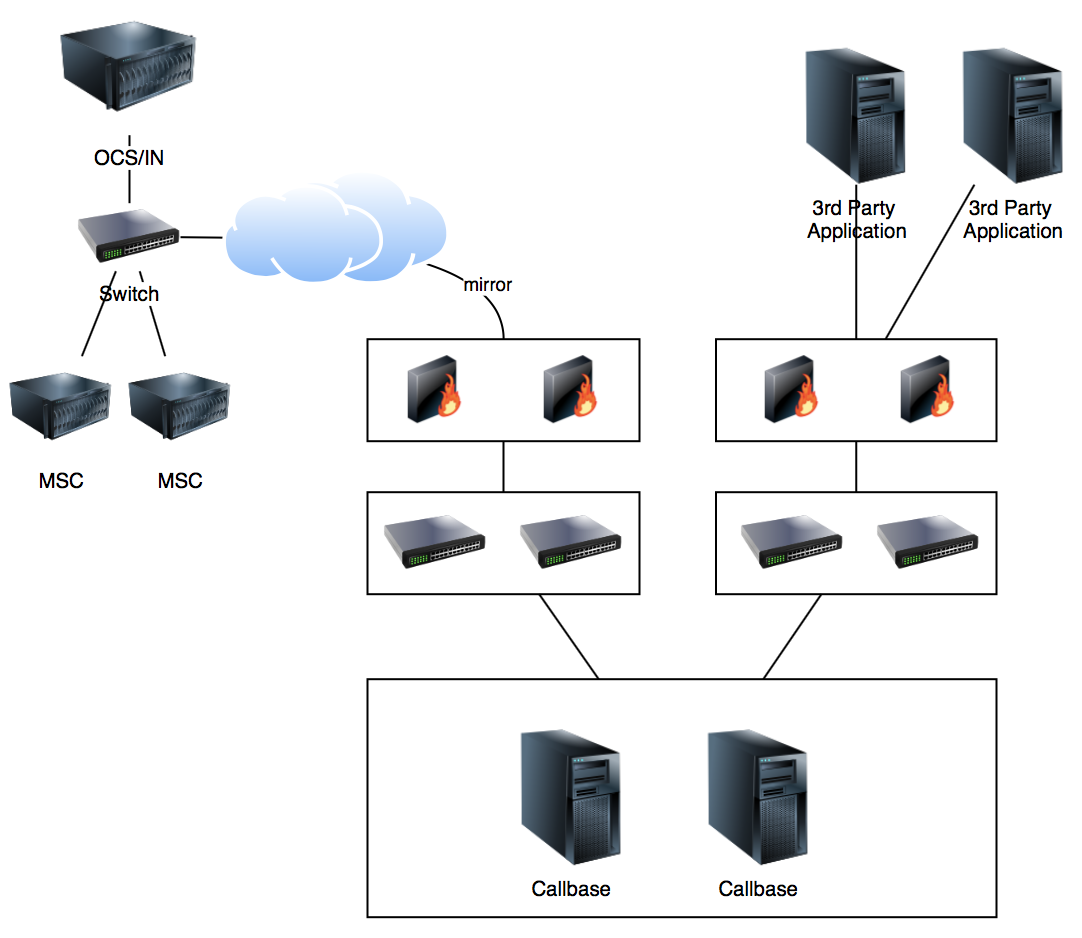 OCS/IN
3rd Party
Application
3rd Party
Application
mirror
Switch
MSC
MSC
Callbase
Callbase